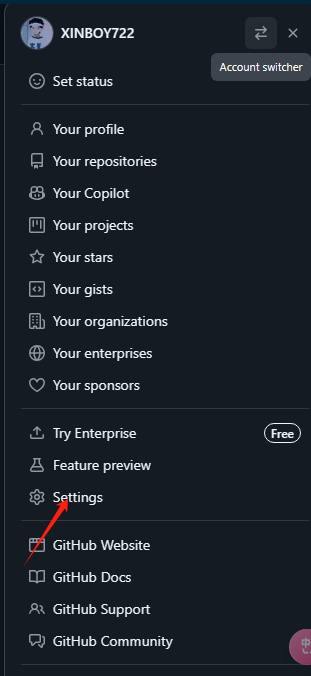 XINBOY722
Account switcher
Set status
Your profile
Your repositories
Your Copilot
Your projects
Your stars
Your gists
Your organizations
Your enterprises
Your sponsors
Try Enterprise Free
Feature preview
Settings
GitHub Website
GitHub Docs
GitHub Support
GitHub Community